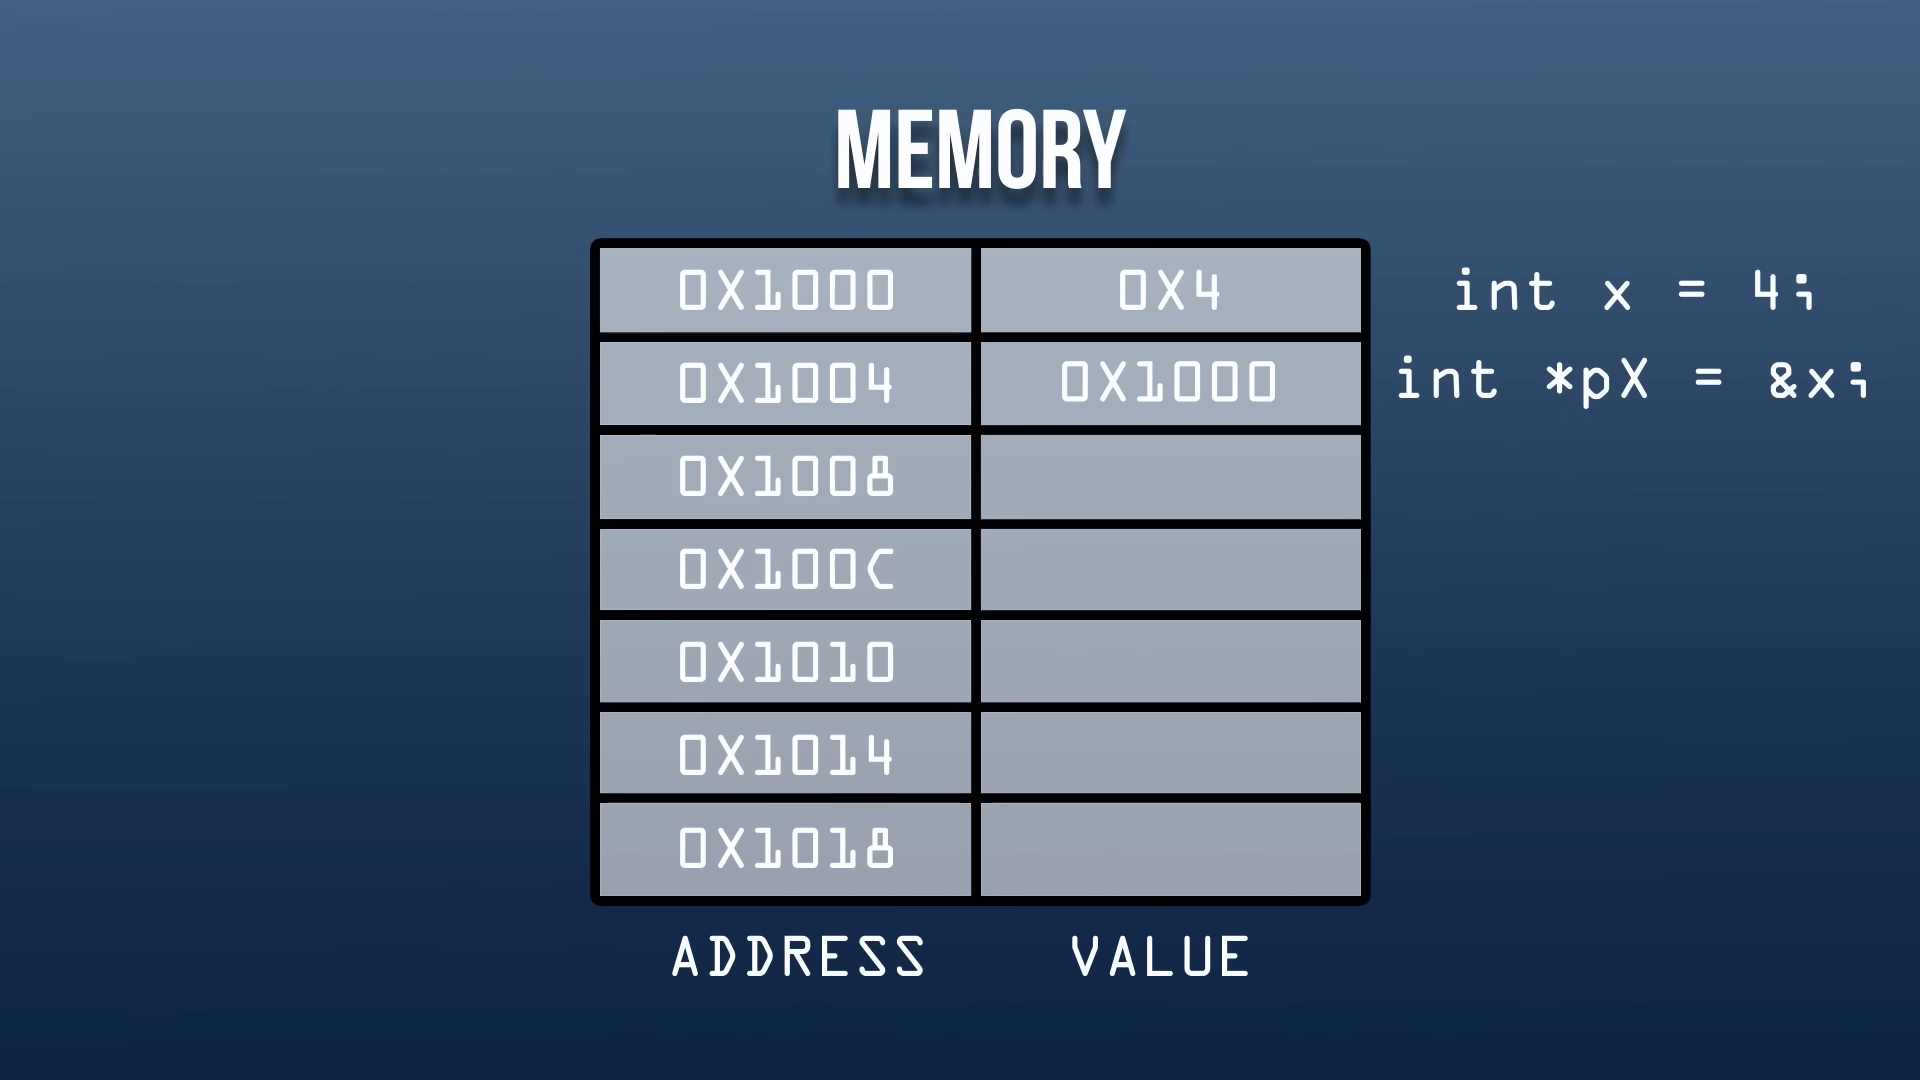 MEMORY
0X1000 0X4 int x = 4;
0X1004 0X1000 int *pX = &x;
0X1008
0X100C
0X1010
0X1014
0X1018
ADDRESS VALUE